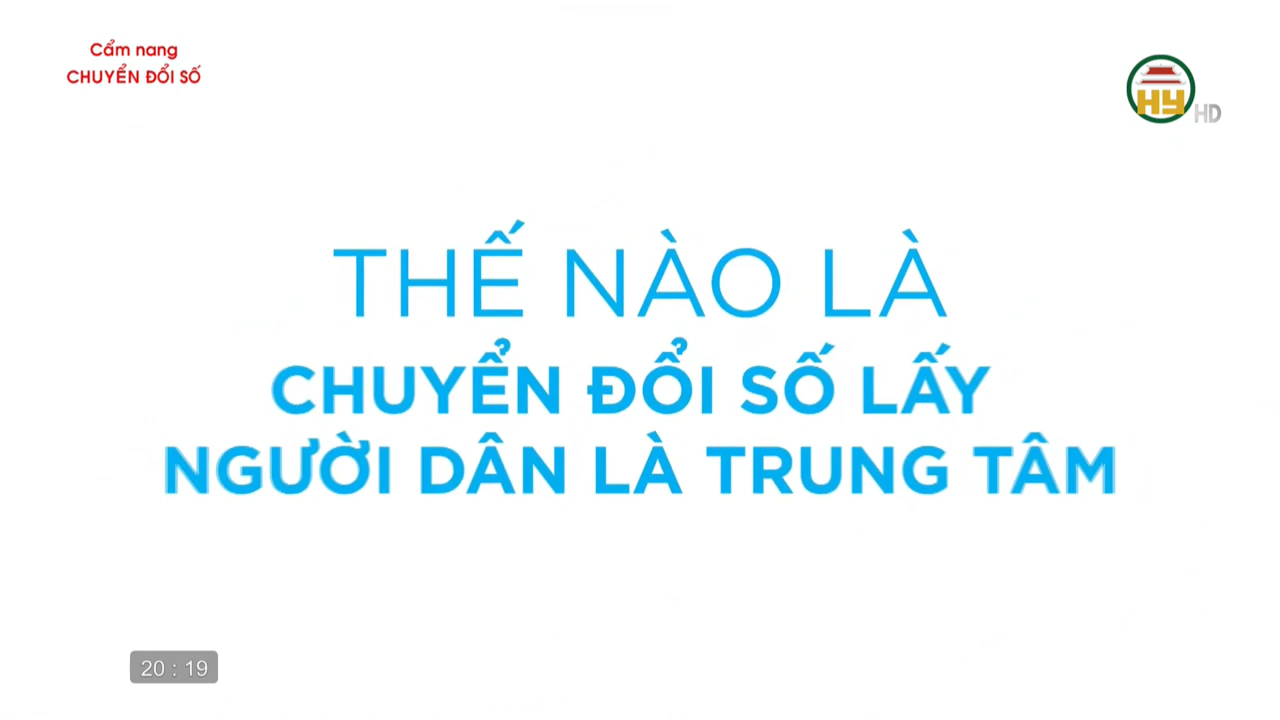 Cẩm nang
CHUYỂN ĐỔI SỐ
HY HD
THẾ NÀO LÀ
CHUYỂN ĐỔI SỐ LẤY
NGƯỜI DÂN LÀ TRUNG TÂM
20 : 19